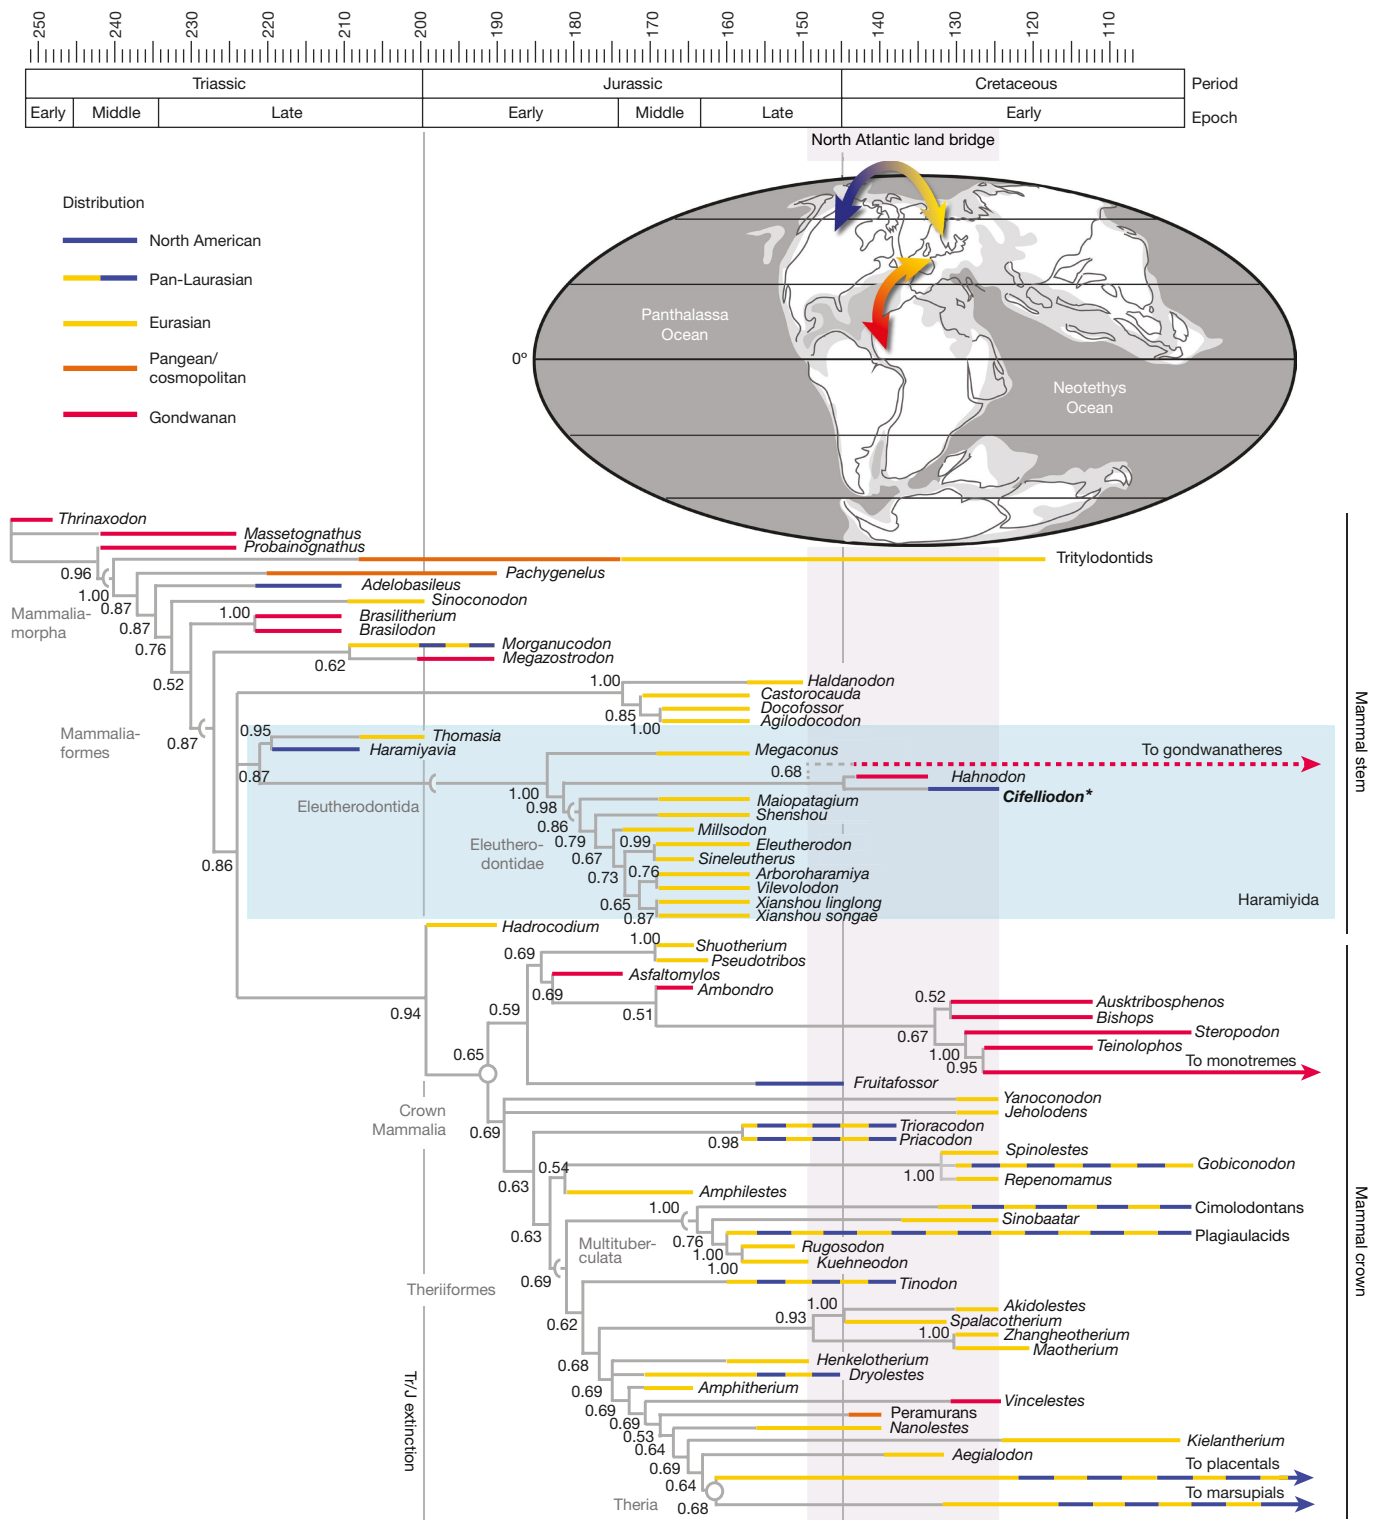 250 240 230 220 210 200 190 180 170 160 150 140 130 120 110
Triassic Jurassic Cretaceous Period
Early Middle Late Early Middle Late Early Epoch
North Atlantic land bridge
Distribution
North American
Pan-Laurasian
Eurasian
Pangean/
cosmopolitan
Gondwanan
Panthalassa
Ocean
0°
Neotethys
Ocean
Thrinaxodon
Massetognathus
Probainognathus
Tritylodontids
0.96
Pachygenelus
Adelobasileus
1.00
Sinoconodon
0.87
Mammalia-
morpha
1.00
Brasilitherium
0.87
Brasilodon
0.76
Morganucodon
Megazostrodon
0.62
0.52
1.00
Haldanodon
Castorocauda
Docofossor
0.85
Agilodocodon
1.00
Mammalia-
formes
0.87
0.95
Thomasia
Haramiyavia
Megaconus
To gondwanatheres
0.68
0.87
Hahnodon
Cifelliodon*
Eleutherodontida
1.00
0.98
Maiopatagium
Shenshou
0.86
Millsodon
0.79
0.99
Eleutherodon
Eleuthero-
dontidae
0.67
Sineleutherus
0.76
Arboroharamiya
0.73
Vilevolodon
0.65
Xianshou linglong
0.87
Xianshou songae
0.86
Haramiyida
Mammal stem
Hadrocodium
1.00
Shuotherium
0.69
Pseudotribos
Asfaltomylos
Ambondro
0.69
0.94
0.59
0.51
0.52
Ausktribosphenos
Bishops
Steropodon
0.67
Teinolophos
1.00
0.95
To monotremes
0.65
Fruitafossor
Crown
Mammalia
Yanoconodon
Jeholodens
0.69
Trioracodon
0.98
Priacodon
Spinolestes
0.54
Gobiconodon
1.00
Repenomamus
0.63
Amphilestes
1.00
Cimolodontans
Sinobaatar
0.63
0.76
Plagiaulacids
Multituber-
culata
1.00
Rugosodon
1.00
Kuehneodon
0.69
Theriiformes
Tinodon
1.00
Akidolestes
0.93
Spalacotherium
0.62
1.00
Zhangheotherium
Maotherium
0.68
Henkelotherium
Dryolestes
0.69
Amphitherium
0.69
Vincelestes
0.69
Peramurans
0.53
Nanolestes
0.64
Kielantherium
0.69
Aegialodon
0.64
To placentals
To marsupials
Theria
0.68
Tr/J extinction
Mammal crown